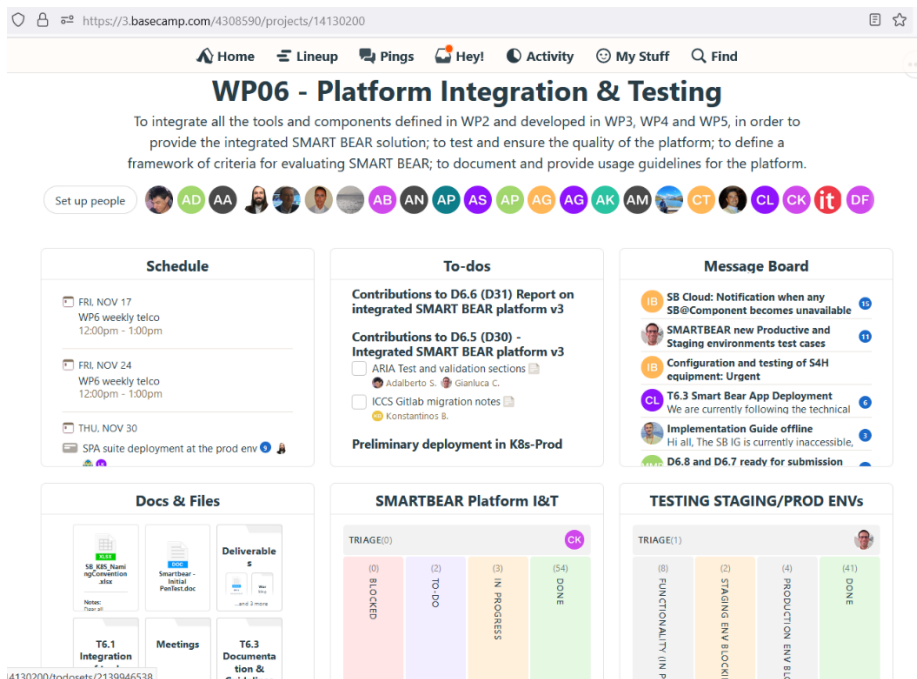 https://3.basecamp.com/4308590/projects/14130200
Home Lineup Pings Hey! Activity My Stuff Find
WP06 - Platform Integration & Testing
To integrate all the tools and components defined in WP2 and developed in WP3, WP4 and WP5, in order to
provide the integrated SMART BEAR solution; to test and ensure the quality of the platform; to define a
framework of criteria for evaluating SMART BEAR; to document and provide usage guidelines for the platform.
Set up people AD AA AB AN AP AS AP AG AG AK AM CT CL CK it DF
Schedule
FRI, NOV 17
WP6 weekly telco
12:00pm - 1:00pm
FRI, NOV 24
WP6 weekly telco
12:00pm - 1:00pm
THU, NOV 30
SPA suite deployment at the prod env
To-dos
Contributions to D6.6 (D31) Report on
integrated SMART BEAR platform v3
Contributions to D6.5 (D30) -
Integrated SMART BEAR platform v3
ARIA Test and validation sections
Adalberto S. Gianluca C.
ICCS Gitlab migration notes
Konstantinos B.
Preliminary deployment in K8s-Prod
Message Board
IB SB Cloud: Notification when any
SB@Component becomes unavailable 15
SMARTBEAR new Productive and
Staging environments test cases 11
IB Configuration and testing of S4H
equipment: Urgent
CL T6.3 Smart Bear App Deployment
We are currently following the technical 6
Implementation Guide offline
Hi all, The SB IG is currently inaccessible, 3
D6.8 and D6.7 ready for submission
Docs & Files
XLSX
SB_K8S_Nami
ngConvention
.xlsx
Notes:
DOC
Smartbear -
Initial
PenTest.doc
Deliverable
s
...and 3 more
T6.1
Integration
Meetings
T6.3
Documenta
tion &
SMARTBEAR Platform I&T
TRIAGE(0) CK
(0) BLOCKED
(2) TO-DO
(3) IN PROGRESS
(54) DONE
TESTING STAGING/PROD ENVs
TRIAGE(1)
(8) FUNCTIONALITY (IN
(2) STAGING ENV
(4) PRODUCTION ENV
(41) DONE
4130200/todosets/2139946538